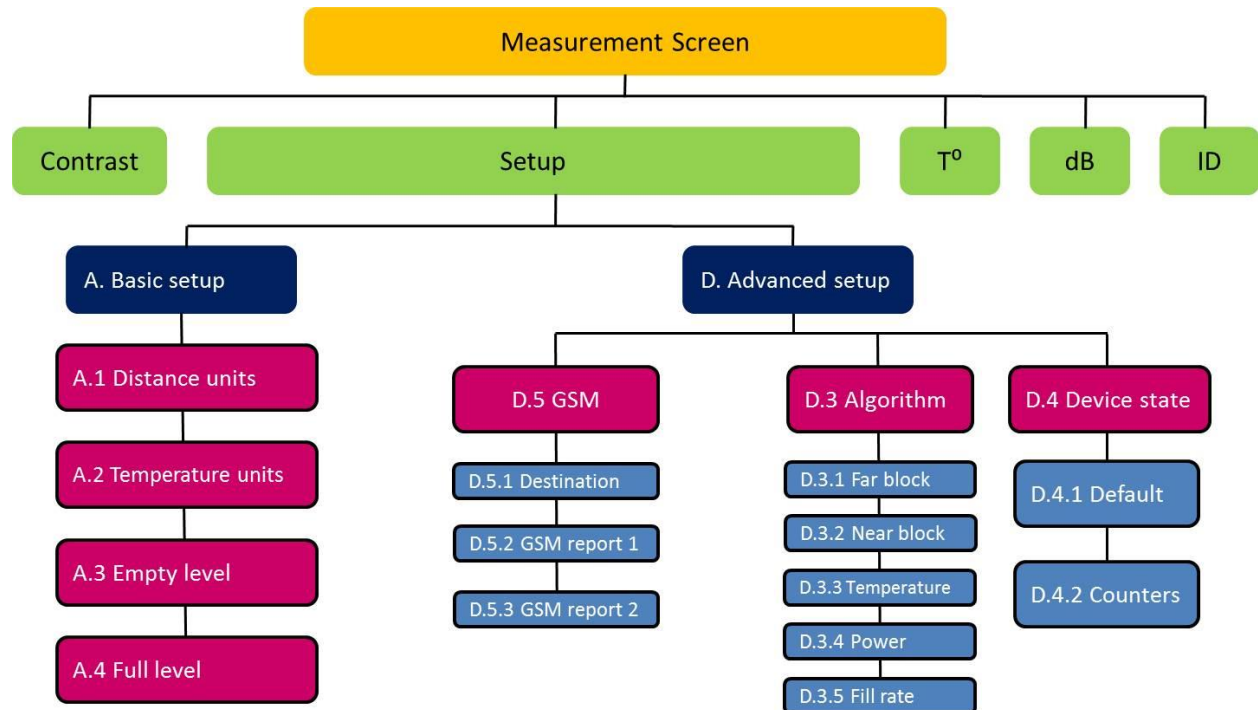 Measurement Screen
Contrast
Setup
T⁰
dB
ID
A. Basic setup
D. Advanced setup
A.1 Distance units
A.2 Temperature units
A.3 Empty level
A.4 Full level
D.5 GSM
D.5.1 Destination
D.5.2 GSM report 1
D.5.3 GSM report 2
D.3 Algorithm
D.3.1 Far block
D.3.2 Near block
D.3.3 Temperature
D.3.4 Power
D.3.5 Fill rate
D.4 Device state
D.4.1 Default
D.4.2 Counters